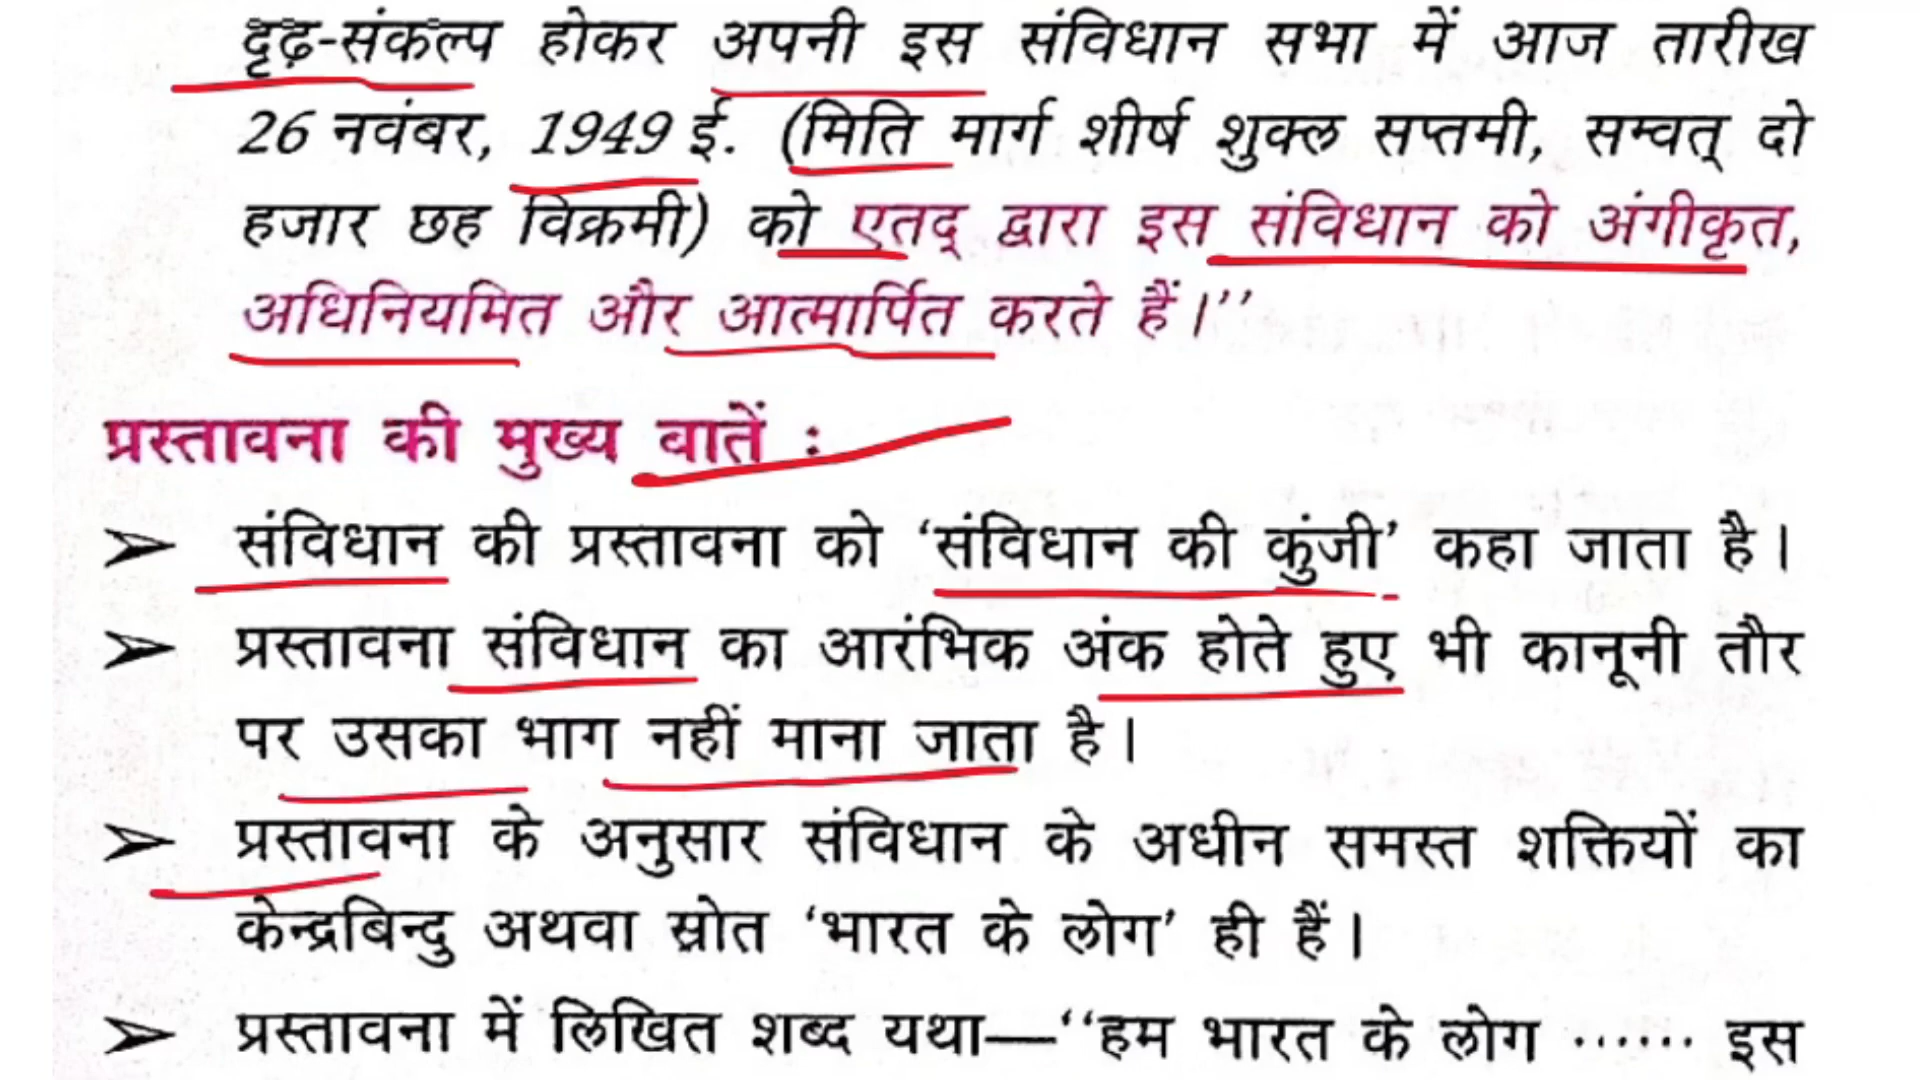 दृढ़-संकल्प होकर अपनी इस संविधान सभा में आज तारीख
26 नवंबर, 1949 ई. (मिति मार्ग शीर्ष शुक्ल सप्तमी, सम्वत् दो
हजार छह विक्रमी) को एतद् द्वारा इस संविधान को अंगीकृत,
अधिनियमित और आत्मार्पित करते हैं।’’
प्रस्तावना की मुख्य बातें :
➢ संविधान की प्रस्तावना को ‘संविधान की कुंजी’ कहा जाता है।
➢ प्रस्तावना संविधान का आरंभिक अंक होते हुए भी कानूनी तौर
पर उसका भाग नहीं माना जाता है।
➢ प्रस्तावना के अनुसार संविधान के अधीन समस्त शक्तियों का
केन्द्रबिन्दु अथवा स्रोत ‘भारत के लोग’ ही हैं।
➢ प्रस्तावना में लिखित शब्द यथा—‘‘हम भारत के लोग ...... इस